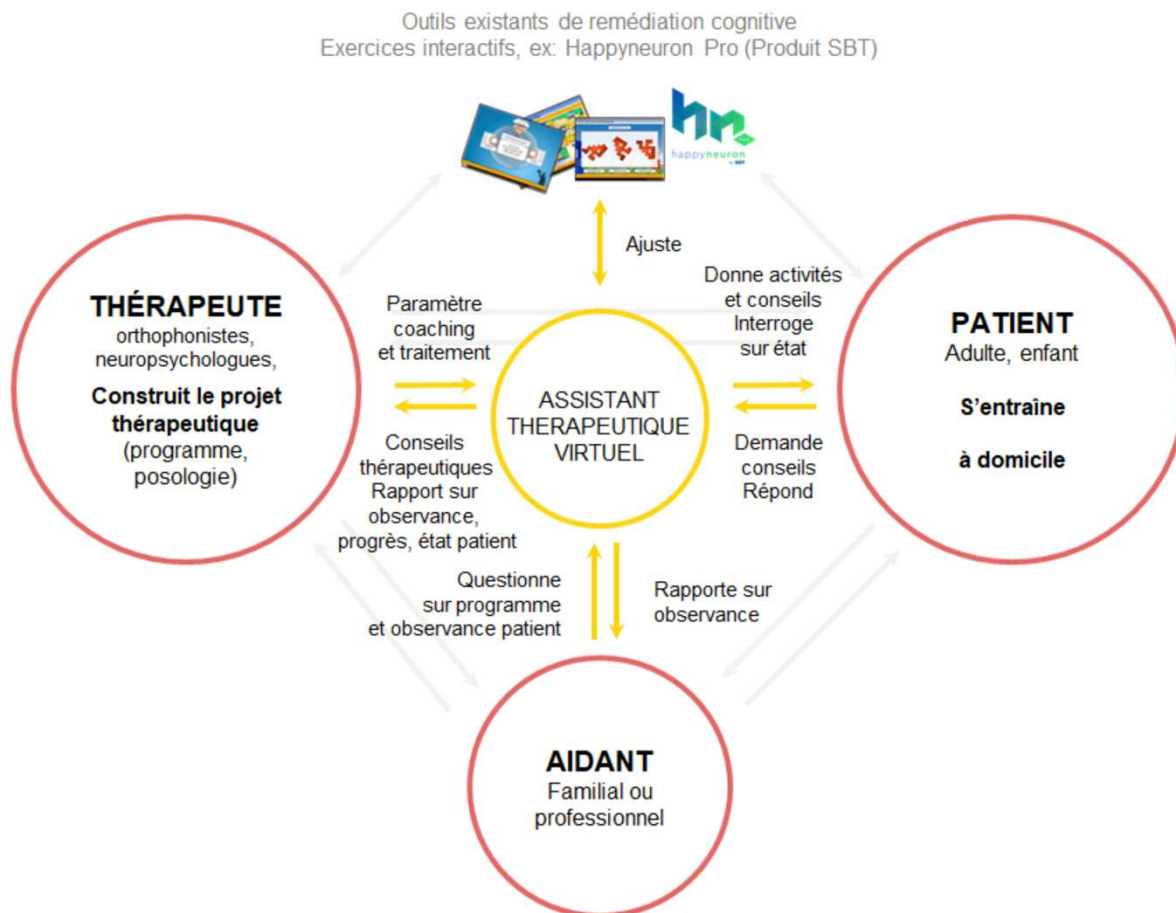 Outils existants de remédiation cognitive
Exercices interactifs, ex: Happyneuron Pro (Produit SBT)
hn
happyneuron
Ajuste
THÉRAPEUTE
orthophonistes,
neuropsychologues,
Construit le projet
thérapeutique
(programme,
posologie)
Paramètre
coaching
et traitement
Conseils
thérapeutiques
Rapport sur
observance,
progrès, état patient
ASSISTANT
THERAPEUTIQUE
VIRTUEL
Donne activités
et conseils
Interroge
sur état
Demande
conseils
Répond
PATIENT
Adulte, enfant
S’entraîne
à domicile
Questionne
sur programme
et observance patient
Rapporte sur
observance
AIDANT
Familial ou
professionnel